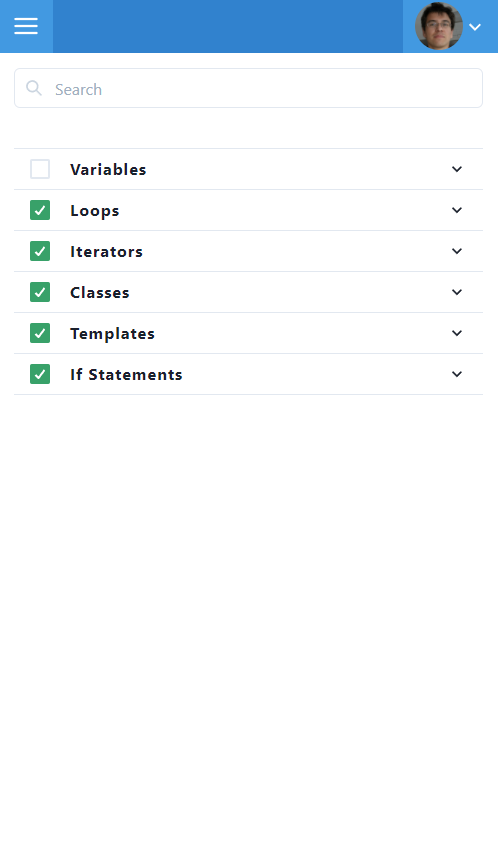 Search
Variables
Loops
Iterators
Classes
Templates
If Statements